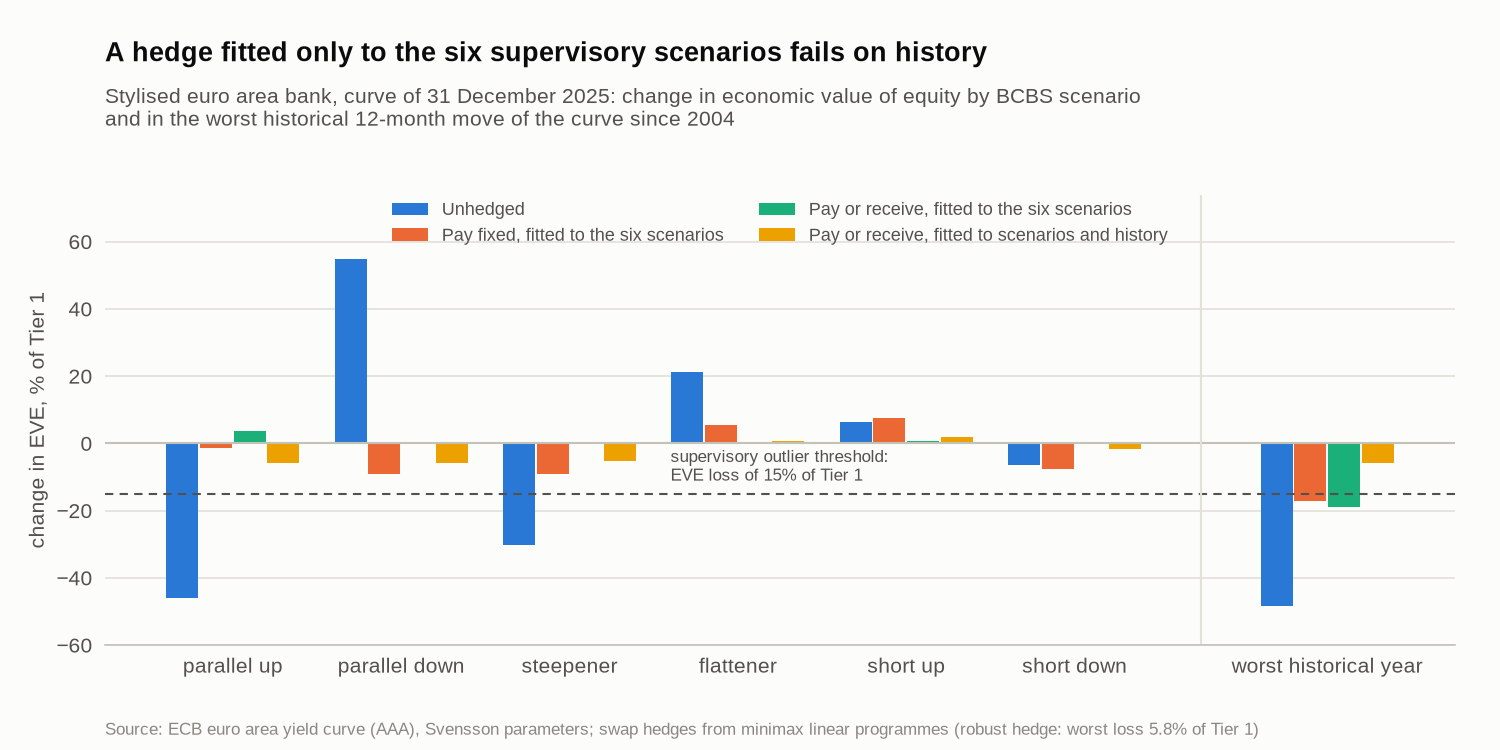 A hedge fitted only to the six supervisory scenarios fails on history
Stylised euro area bank, curve of 31 December 2025: change in economic value of equity by BCBS scenario
and in the worst historical 12-month move of the curve since 2004
Unhedged
Pay fixed, fitted to the six scenarios
Pay or receive, fitted to the six scenarios
Pay or receive, fitted to scenarios and history
change in EVE, % of Tier 1
60
40
20
0
−20
−40
−60
supervisory outlier threshold:
EVE loss of 15% of Tier 1
parallel up
parallel down
steepener
flattener
short up
short down
worst historical year
Source: ECB euro area yield curve (AAA), Svensson parameters; swap hedges from minimax linear programmes (robust hedge: worst loss 5.8% of Tier 1)